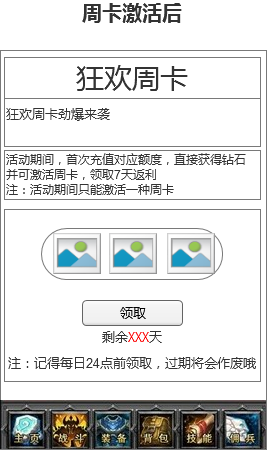 周卡激活后
狂欢周卡
狂欢周卡劲爆来袭
活动期间，首次充值对应额度，直接获得钻石
并可激活周卡，领取7天返利
注：活动期间只能激活一种周卡
领取
剩余XXX天
注：记得每日24点前领取，过期将会作废哦
主页 战斗 装备 背包 技能 佣兵